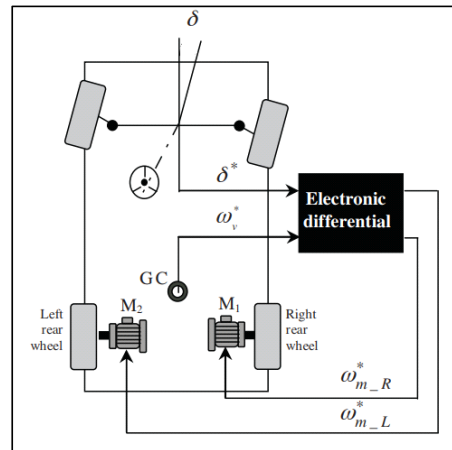 δ
δ*
Electronic
differential
ω*v
GC
Left
rear
wheel
M2
M1
Right
rear
wheel
ω*m_R
ω*m_L